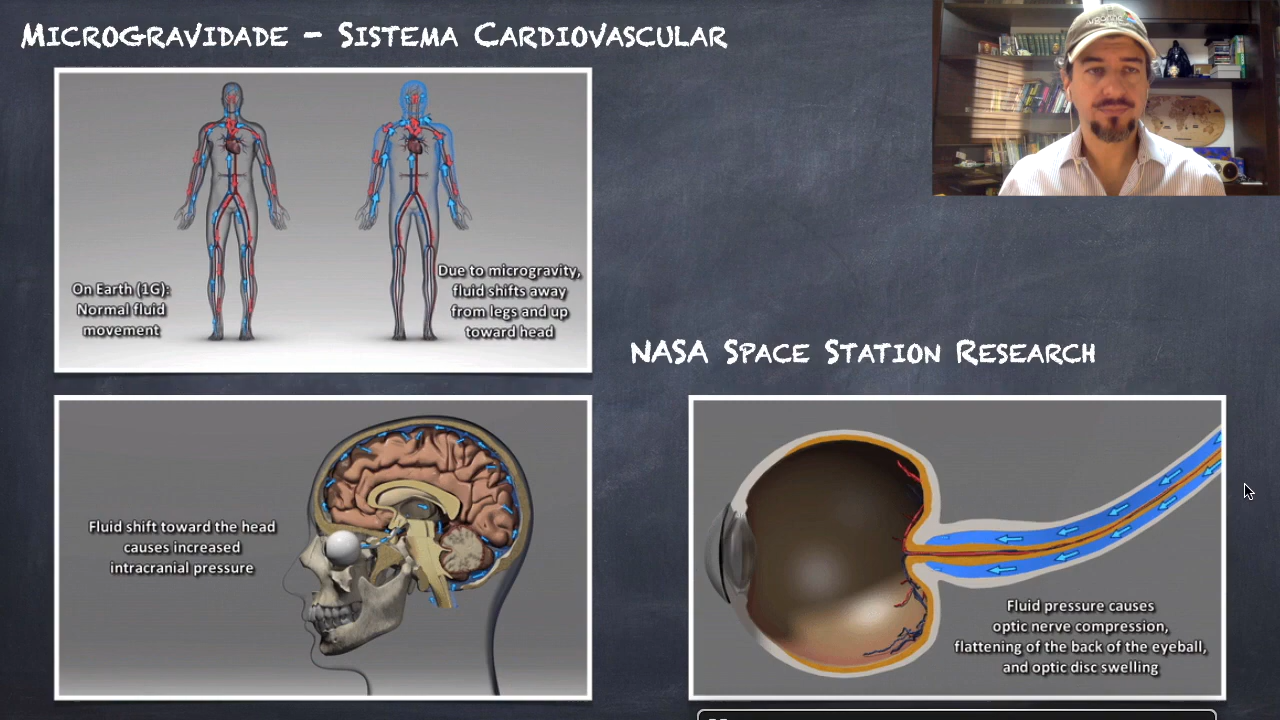 Microgravidade - Sistema Cardiovascular
On Earth (1G):
Normal fluid
movement
Due to microgravity,
fluid shifts away
from legs and up
toward head
NASA Space Station Research
Fluid shift toward the head
causes increased
intracranial pressure
Fluid pressure causes
optic nerve compression,
flattening of the back of the eyeball,
and optic disc swelling